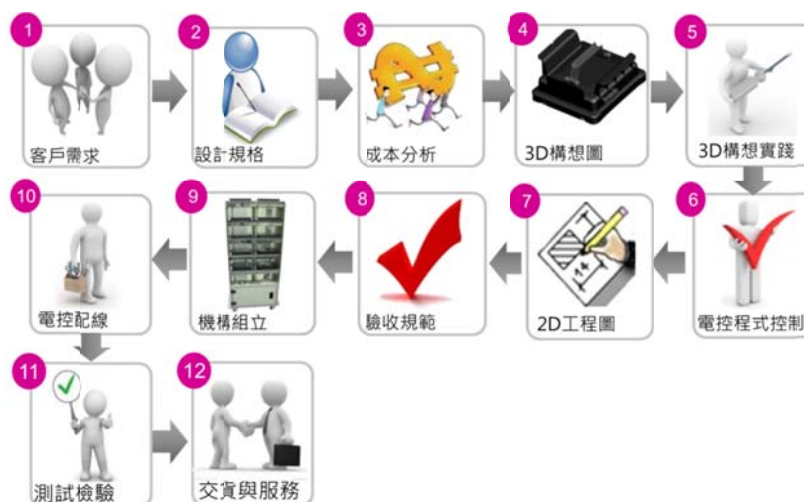 1
客戶需求
2
設計規格
3
成本分析
4
3D構想圖
5
3D構想實踐
6
電控程式控制
7
2D工程圖
8
驗收規範
9
機構組立
10
電控配線
11
測試檢驗
12
交貨與服務
14